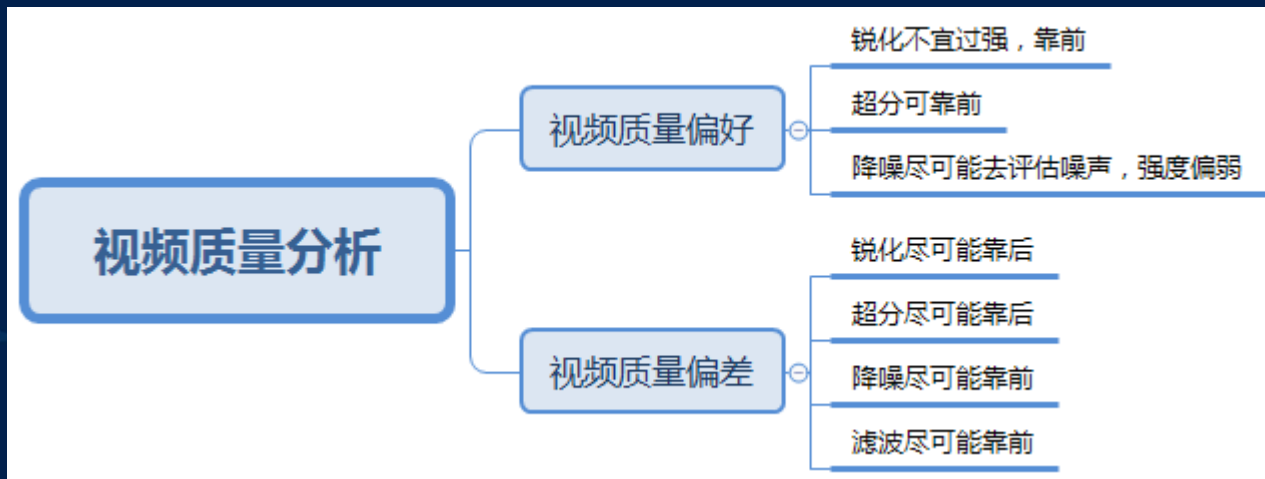 视频质量分析
视频质量偏好
锐化不宜过强，靠前
超分可靠前
降噪尽可能去评估噪声，强度偏弱
视频质量偏差
锐化尽可能靠后
超分尽可能靠后
降噪尽可能靠前
滤波尽可能靠前